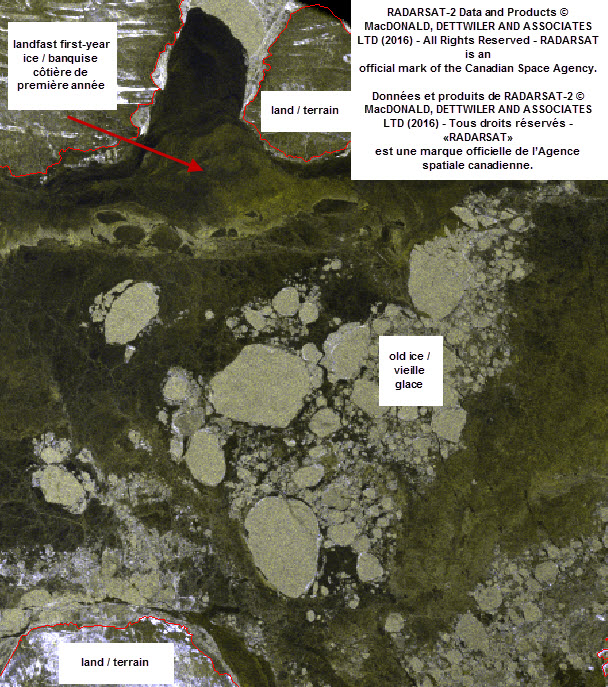 landfast first-year
ice / banquise
côtière de
première année
RADARSAT-2 Data and Products ©
MacDONALD, DETTWILER AND ASSOCIATES
LTD (2016) - All Rights Reserved - RADARSAT
is an
official mark of the Canadian Space Agency.
Données et produits de RADARSAT-2 ©
MacDONALD, DETTWILER AND ASSOCIATES
LTD (2016) - Tous droits réservés -
«RADARSAT»
est une marque officielle de l'Agence
spatiale canadienne.
land / terrain
old ice /
vieille
glace
land / terrain